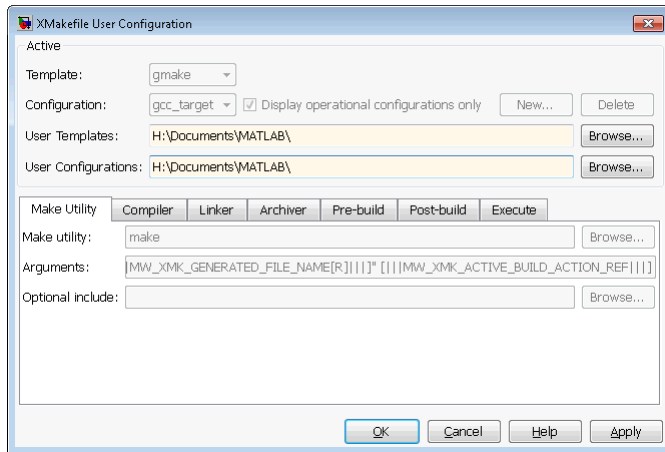 XMakefile User Configuration
Active
Template: gmake
Configuration: gcc_target Display operational configurations only New... Delete
User Templates: H:\Documents\MATLAB\ Browse...
User Configurations: H:\Documents\MATLAB\ Browse...
Make Utility Compiler Linker Archiver Pre-build Post-build Execute
Make utility: make Browse...
Arguments: |MW_XMK_GENERATED_FILE_NAME[R]|||]" [|||MW_XMK_ACTIVE_BUILD_ACTION_REF|||]
Optional include: Browse...
OK Cancel Help Apply